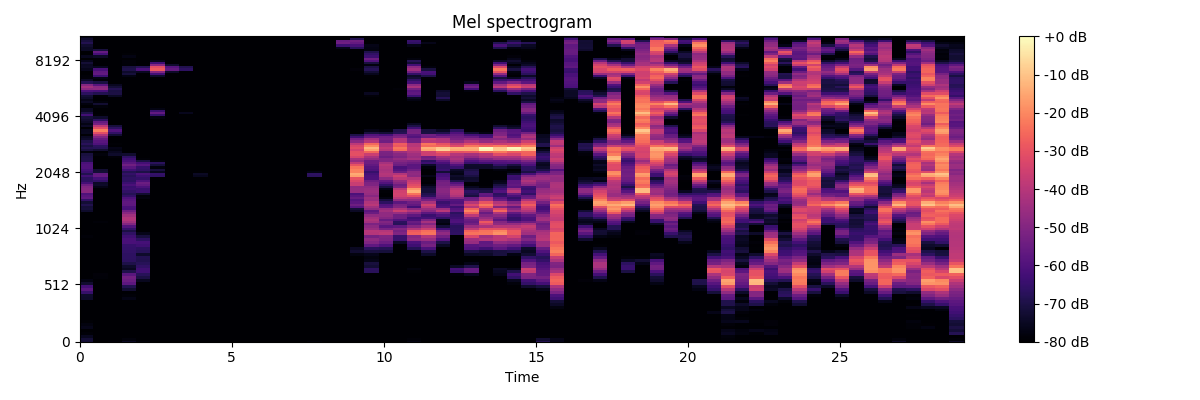 Mel spectrogram
8192
4096
2048
1024
512
0
Hz
0 5 10 15 20 25
Time
+0 dB
-10 dB
-20 dB
-30 dB
-40 dB
-50 dB
-60 dB
-70 dB
-80 dB